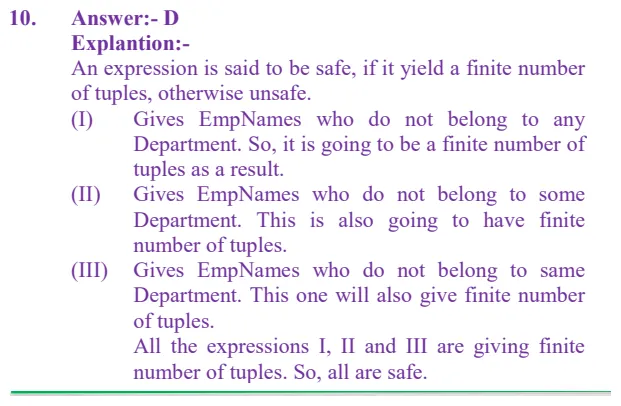 10. Answer:- D
Explantion:-
An expression is said to be safe, if it yield a finite number
of tuples, otherwise unsafe.
(I) Gives EmpNames who do not belong to any
Department. So, it is going to be a finite number of
tuples as a result.
(II) Gives EmpNames who do not belong to some
Department. This is also going to have finite
number of tuples.
(III) Gives EmpNames who do not belong to same
Department. This one will also give finite number
of tuples.
All the expressions I, II and III are giving finite
number of tuples. So, all are safe.